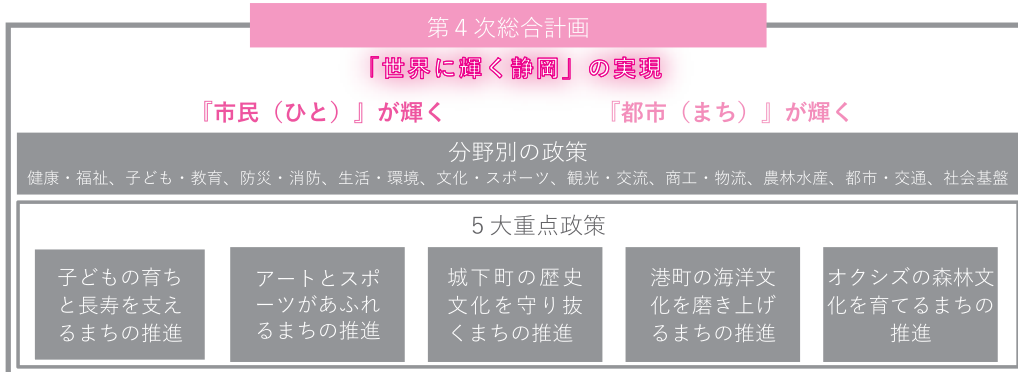 第4次総合計画
「世界に輝く静岡」の実現
『市民（ひと）』が輝く
『都市（まち）』が輝く
分野別の政策
健康・福祉、子ども・教育、防災・消防、生活・環境、文化・スポーツ、観光・交流、商工・物流、農林水産、都市・交通、社会基盤
5大重点政策
子どもの育ち
と長寿を支え
るまちの推進
アートとスポ
ーツがあふれ
るまちの推進
城下町の歴史
文化を守り抜
くまちの推進
港町の海洋文
化を磨き上げ
るまちの推進
オクシズの森林文
化を育てるまちの
推進